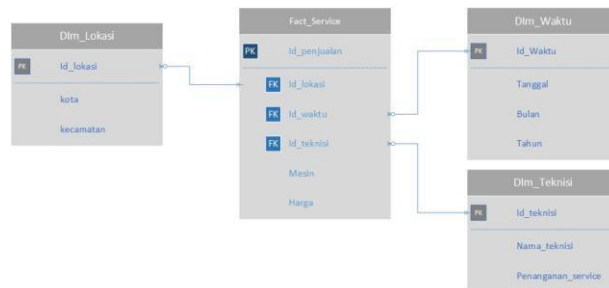 DIm_Lokasi
PK Id_lokasi
kota
kecamatan
Fact_Service
PK Id_penjualan
FK Id_lokasi
FK Id_waktu
FK Id_teknisi
Mesin
Harga
DIm_Waktu
PK Id_Waktu
Tanggal
Bulan
Tahun
DIm_Teknisi
PK Id_teknisi
Nama_teknisi
Penanganan_service